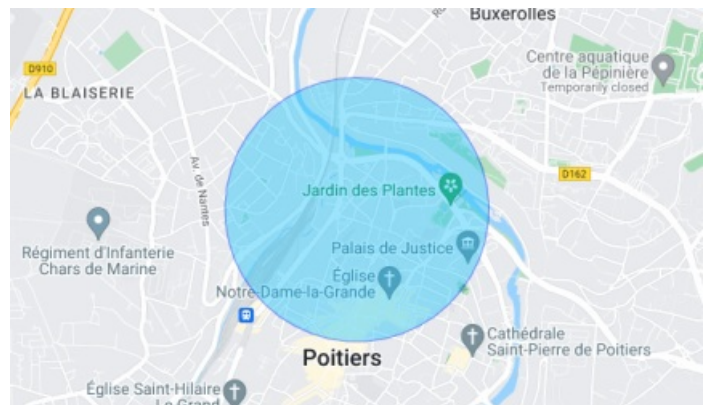 Buxerolles
Centre aquatique
de la Pépinière
Temporarily closed
D910
LA BLAISERIE
Av. de Nantes
D162
Jardin des Plantes
Régiment d'Infanterie
Chars de Marine
Palais de Justice
Église
Notre-Dame-la-Grande
Poitiers
Cathédrale
Saint-Pierre de Poitiers
Église Saint-Hilaire
Le Grand